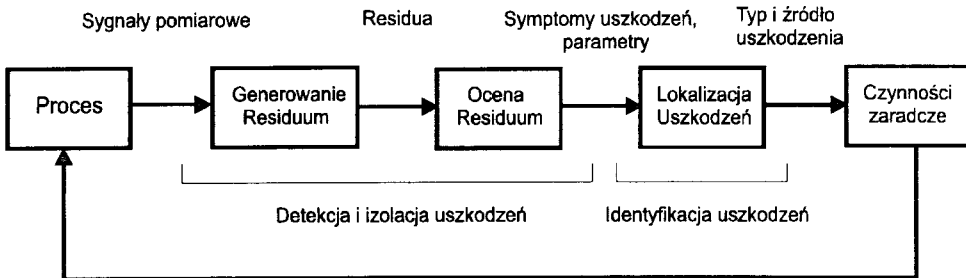 Sygnały pomiarowe
Residua
Symptomy uszkodzeń,
parametry
Typ i źródło
uszkodzenia
Proces
Generowanie
Residuum
Ocena
Residuum
Lokalizacja
Uszkodzeń
Czynności
zaradcze
Detekcja i izolacja uszkodzeń
Identyfikacja uszkodzeń